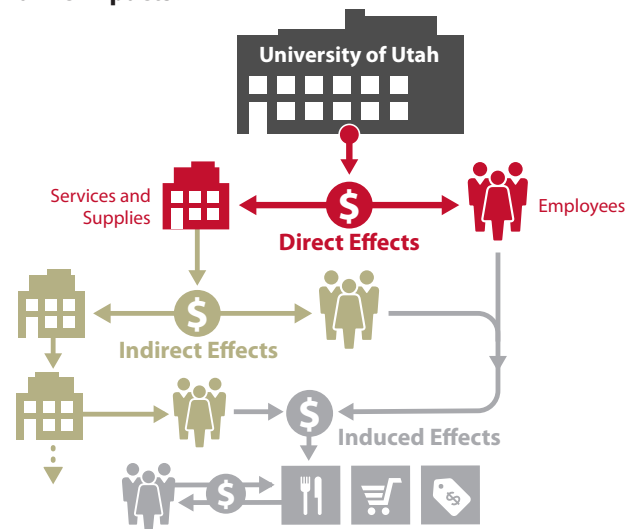 University of Utah
Services and
Supplies
$
Employees
Direct Effects
$
Indirect Effects
$
Induced Effects
$
$